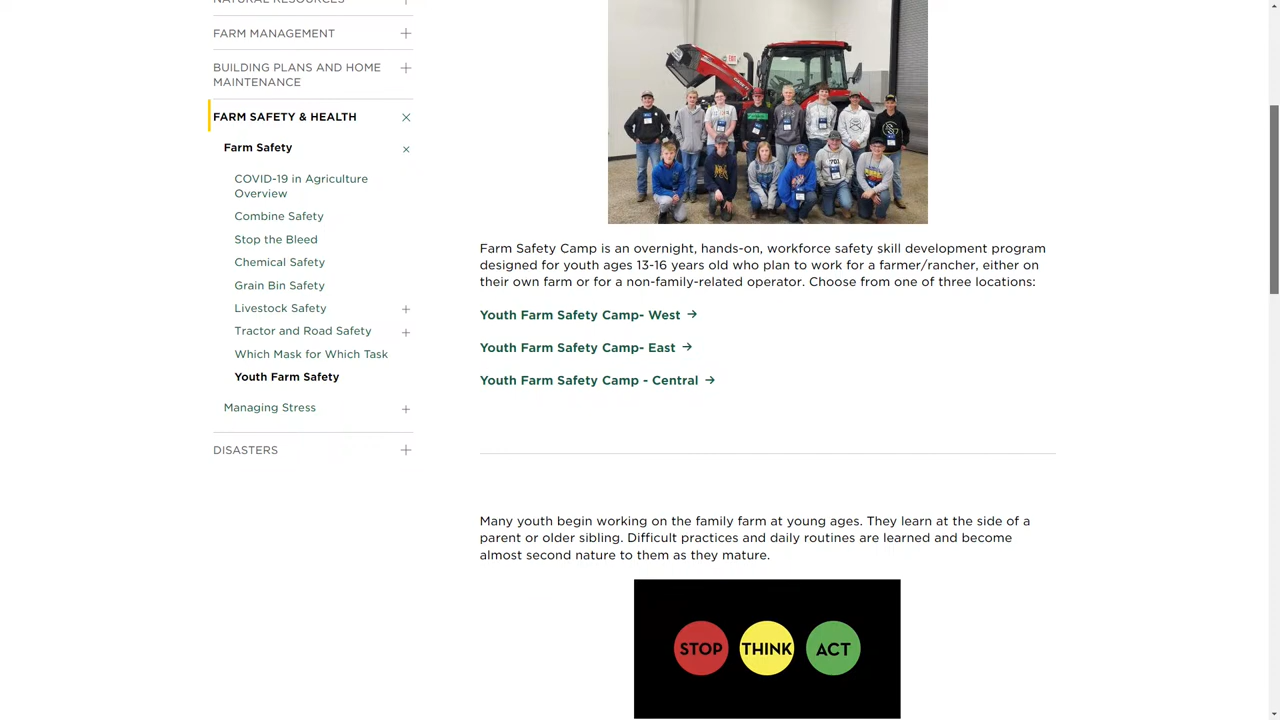 NATURAL RESOURCES
FARM MANAGEMENT
BUILDING PLANS AND HOME
MAINTENANCE
FARM SAFETY & HEALTH
Farm Safety
COVID-19 in Agriculture
Overview
Combine Safety
Stop the Bleed
Chemical Safety
Grain Bin Safety
Livestock Safety
Tractor and Road Safety
Which Mask for Which Task
Youth Farm Safety
Managing Stress
DISASTERS
EXIT
701
Farm Safety Camp is an overnight, hands-on, workforce safety skill development program
designed for youth ages 13-16 years old who plan to work for a farmer/rancher, either on
their own farm or for a non-family-related operator. Choose from one of three locations:
Youth Farm Safety Camp- West →
Youth Farm Safety Camp- East →
Youth Farm Safety Camp - Central →
Many youth begin working on the family farm at young ages. They learn at the side of a
parent or older sibling. Difficult practices and daily routines are learned and become
almost second nature to them as they mature.
STOP THINK ACT